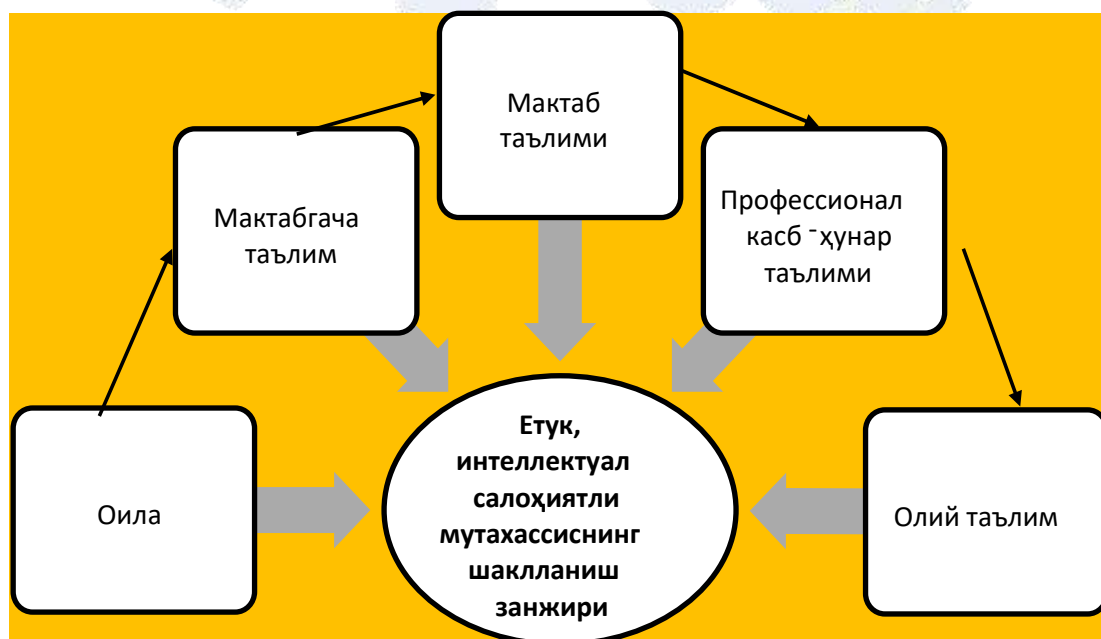 Мактаб
таълими
Мактабгача
таълим
Профессионал
касб -ҳунар
таълими
Оила
Етук,
интеллектуал
салоҳиятли
мутахассиснинг
шаклланиш
занжири
Олий таълим